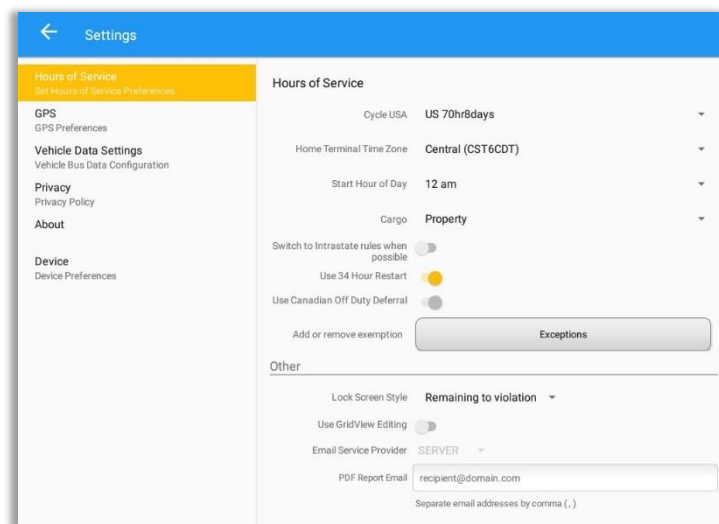 Settings
Hours of Service
Set Hours of Service Preferences
GPS
GPS Preferences
Vehicle Data Settings
Vehicle Bus Data Configuration
Privacy
Privacy Policy
About
Device
Device Preferences
Hours of Service
Cycle USA US 70hr8days
Home Terminal Time Zone Central (CST6CDT)
Start Hour of Day 12 am
Cargo Property
Switch to Intrastate rules when
possible
Use 34 Hour Restart
Use Canadian Off Duty Deferral
Add or remove exemption Exceptions
Other
Lock Screen Style Remaining to violation
Use GridView Editing
Email Service Provider SERVER
PDF Report Email recipient@domain.com
Separate email addresses by comma ( , )